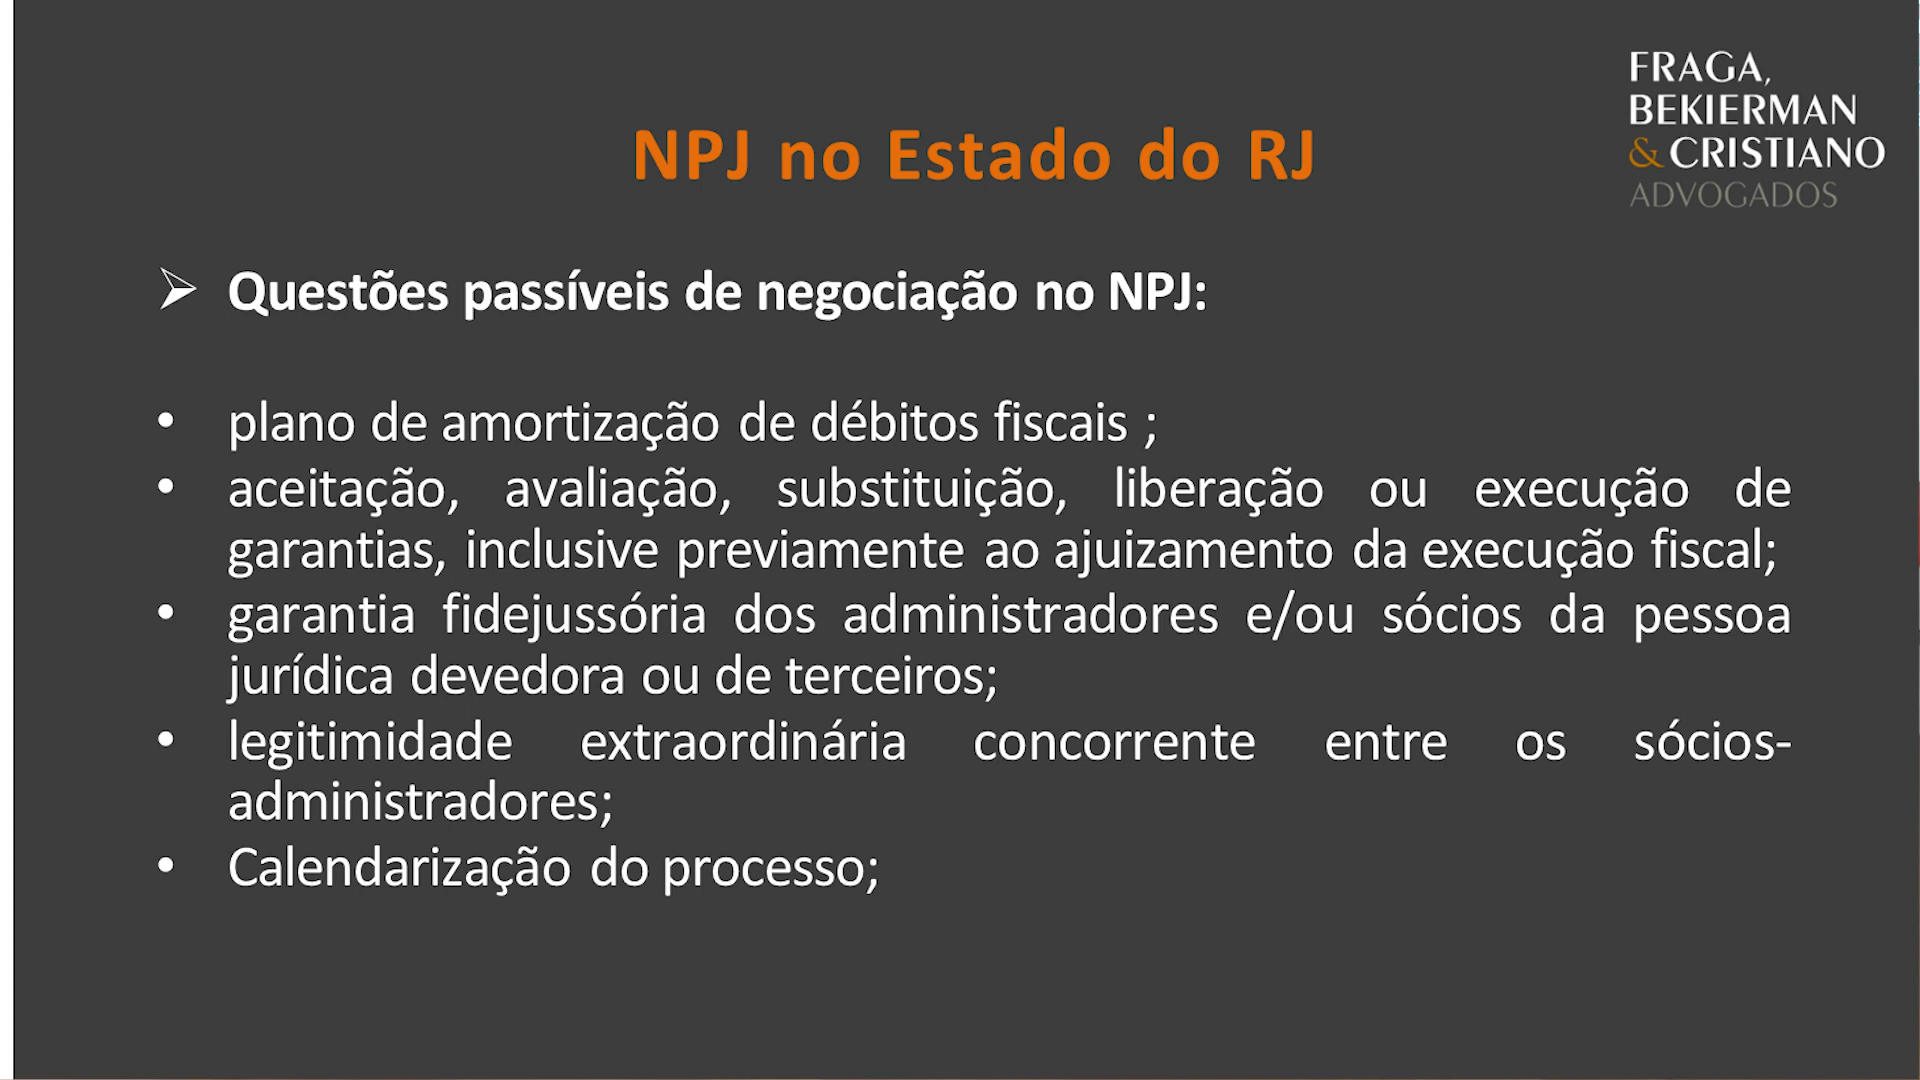 FRAGA,
BEKIERMAN
& CRISTIANO
ADVOGADOS
NPJ no Estado do RJ
➢ Questões passíveis de negociação no NPJ:
• plano de amortização de débitos fiscais ;
• aceitação, avaliação, substituição, liberação ou execução de
garantias, inclusive previamente ao ajuizamento da execução fiscal;
• garantia fidejussória dos administradores e/ou sócios da pessoa
jurídica devedora ou de terceiros;
• legitimidade extraordinária concorrente entre os sócios-
administradores;
• Calendarização do processo;